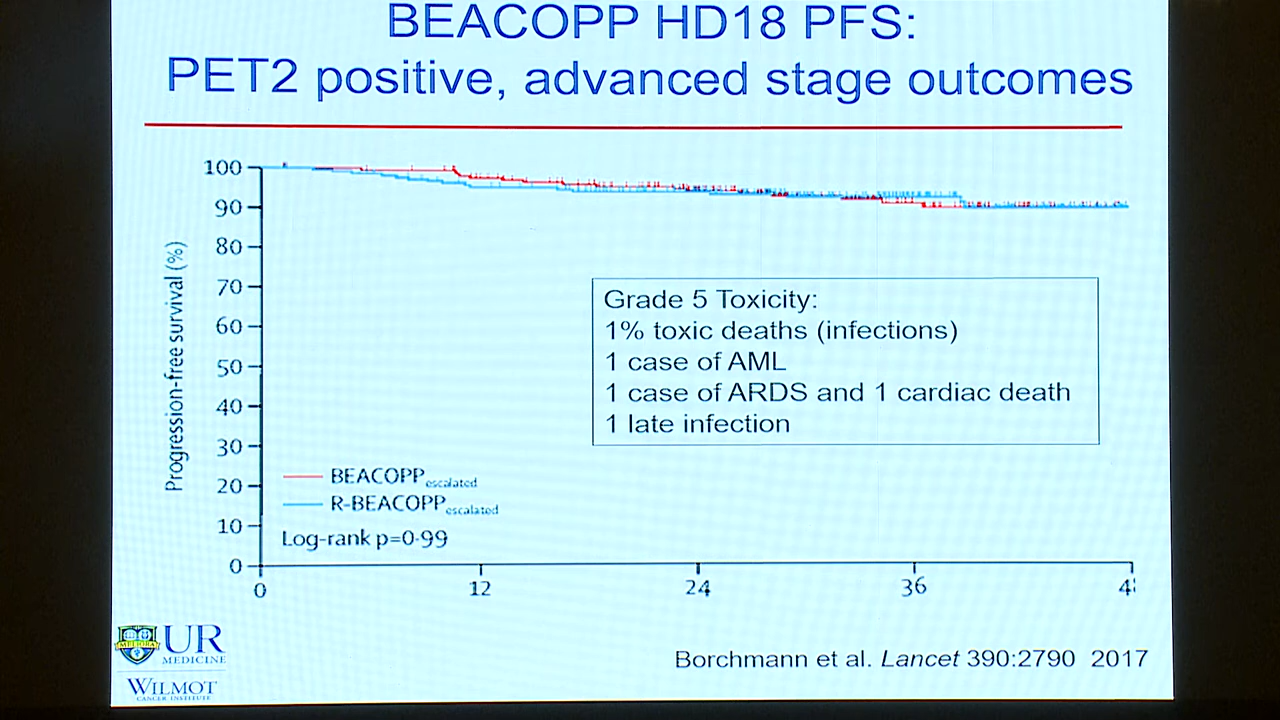 BEACOPP HD18 PFS:
PET2 positive, advanced stage outcomes
100
90
80
70
60
50
40
30
20
10
0
Progression-free survival (%)
Grade 5 Toxicity:
1% toxic deaths (infections)
1 case of AML
1 case of ARDS and 1 cardiac death
1 late infection
BEACOPPescalated
R-BEACOPPescalated
Log-rank p=0·99
0
12
24
36
MELIORA
UR
MEDICINE
WILMOT
CANCER INSTITUTE
Borchmann et al. Lancet 390:2790 2017